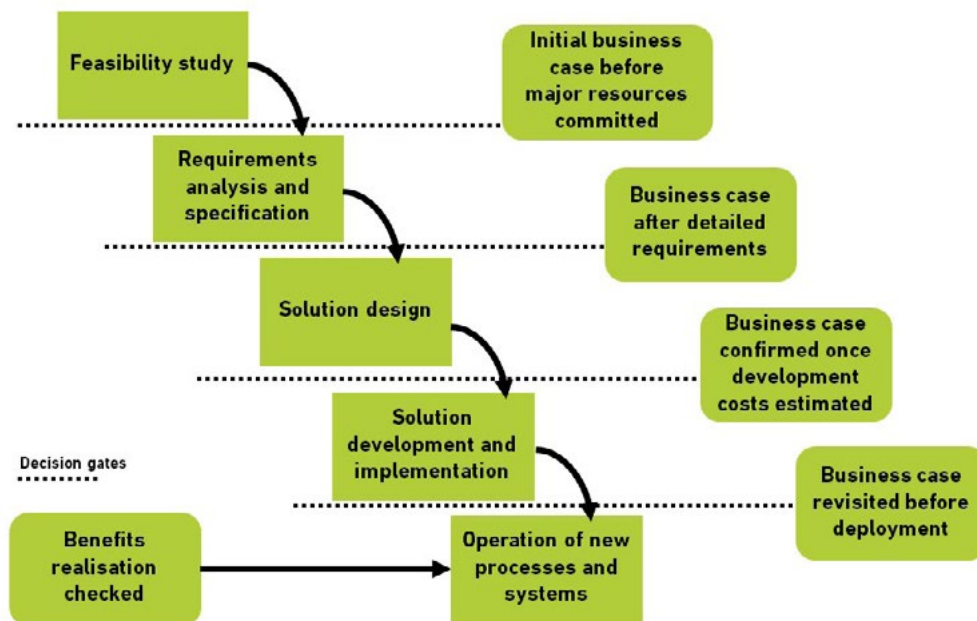 Feasibility study
Initial business
case before
major resources
committed
Requirements
analysis and
specification
Business case
after detailed
requirements
Solution design
Business case
confirmed once
development
costs estimated
Solution
development and
implementation
Decision gates
Business case
revisited before
deployment
Benefits
realisation
checked
Operation of new
processes and
systems